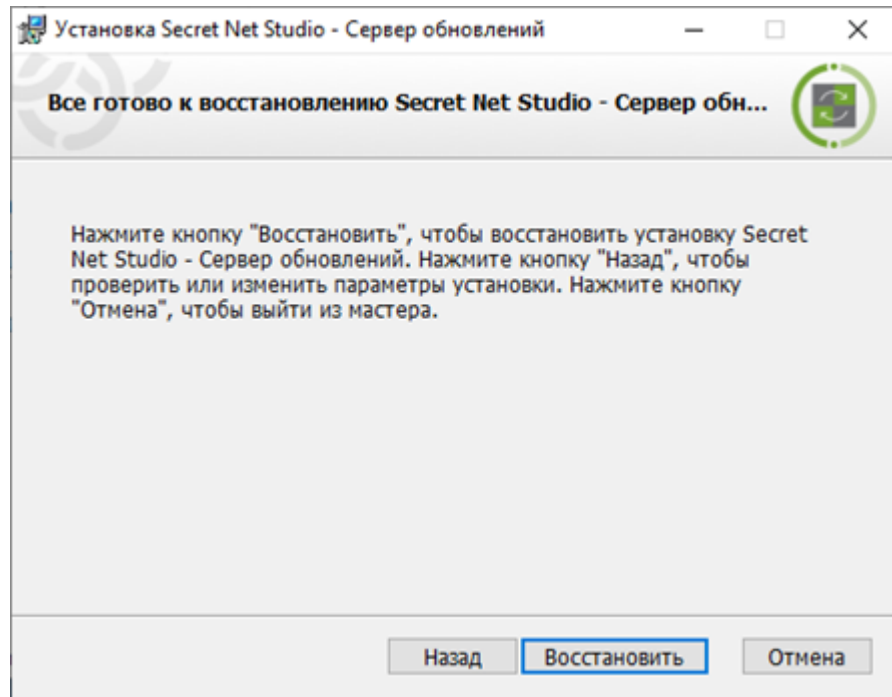 Установка Secret Net Studio - Сервер обновлений
Все готово к восстановлению Secret Net Studio - Сервер обн...
Нажмите кнопку "Восстановить", чтобы восстановить установку Secret
Net Studio - Сервер обновлений. Нажмите кнопку "Назад", чтобы
проверить или изменить параметры установки. Нажмите кнопку
"Отмена", чтобы выйти из мастера.
Назад Восстановить Отмена